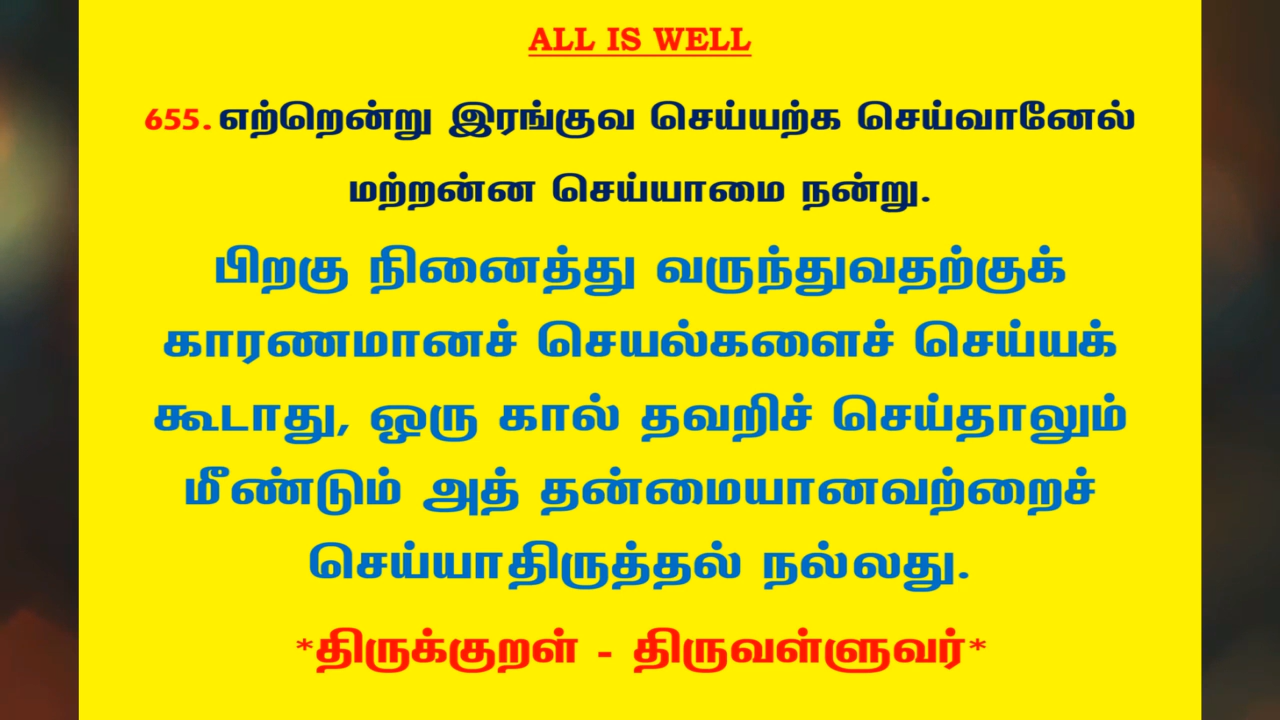 ALL IS WELL
655. எற்றென்று இரங்குவ செய்யற்க செய்வானேல்
மற்றன்ன செய்யாமை நன்று.
பிறகு நினைத்து வருந்துவதற்குக்
காரணமானச் செயல்களைச் செய்யக்
கூடாது, ஒரு கால் தவறிச் செய்தாலும்
மீண்டும் அத் தன்மையானவற்றைச்
செய்யாதிருத்தல் நல்லது.
*திருக்குறள் - திருவள்ளுவர்*